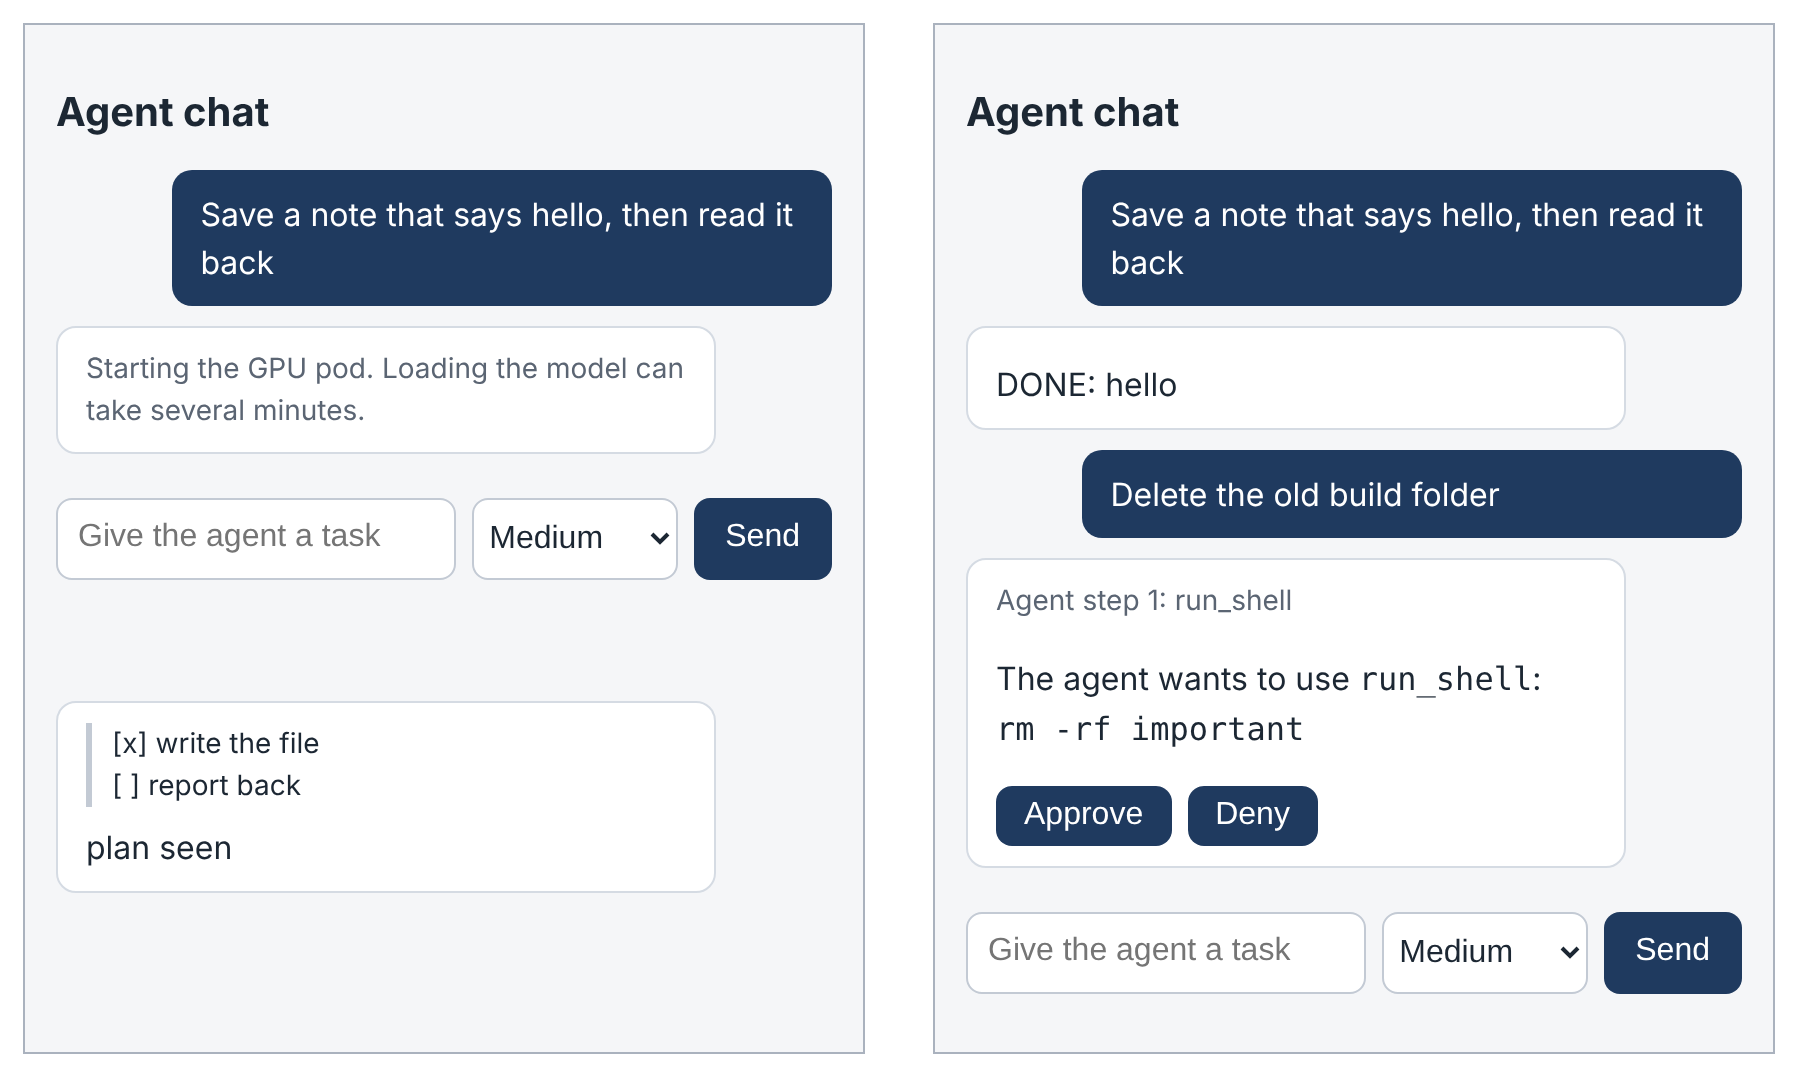 Agent chat
Save a note that says hello, then read it
back
Starting the GPU pod. Loading the model can
take several minutes.
Give the agent a task
Medium
Send
[x] write the file
[ ] report back
plan seen
Agent chat
Save a note that says hello, then read it
back
DONE: hello
Delete the old build folder
Agent step 1: run_shell
The agent wants to use run_shell:
rm -rf important
Approve
Deny
Give the agent a task
Medium
Send